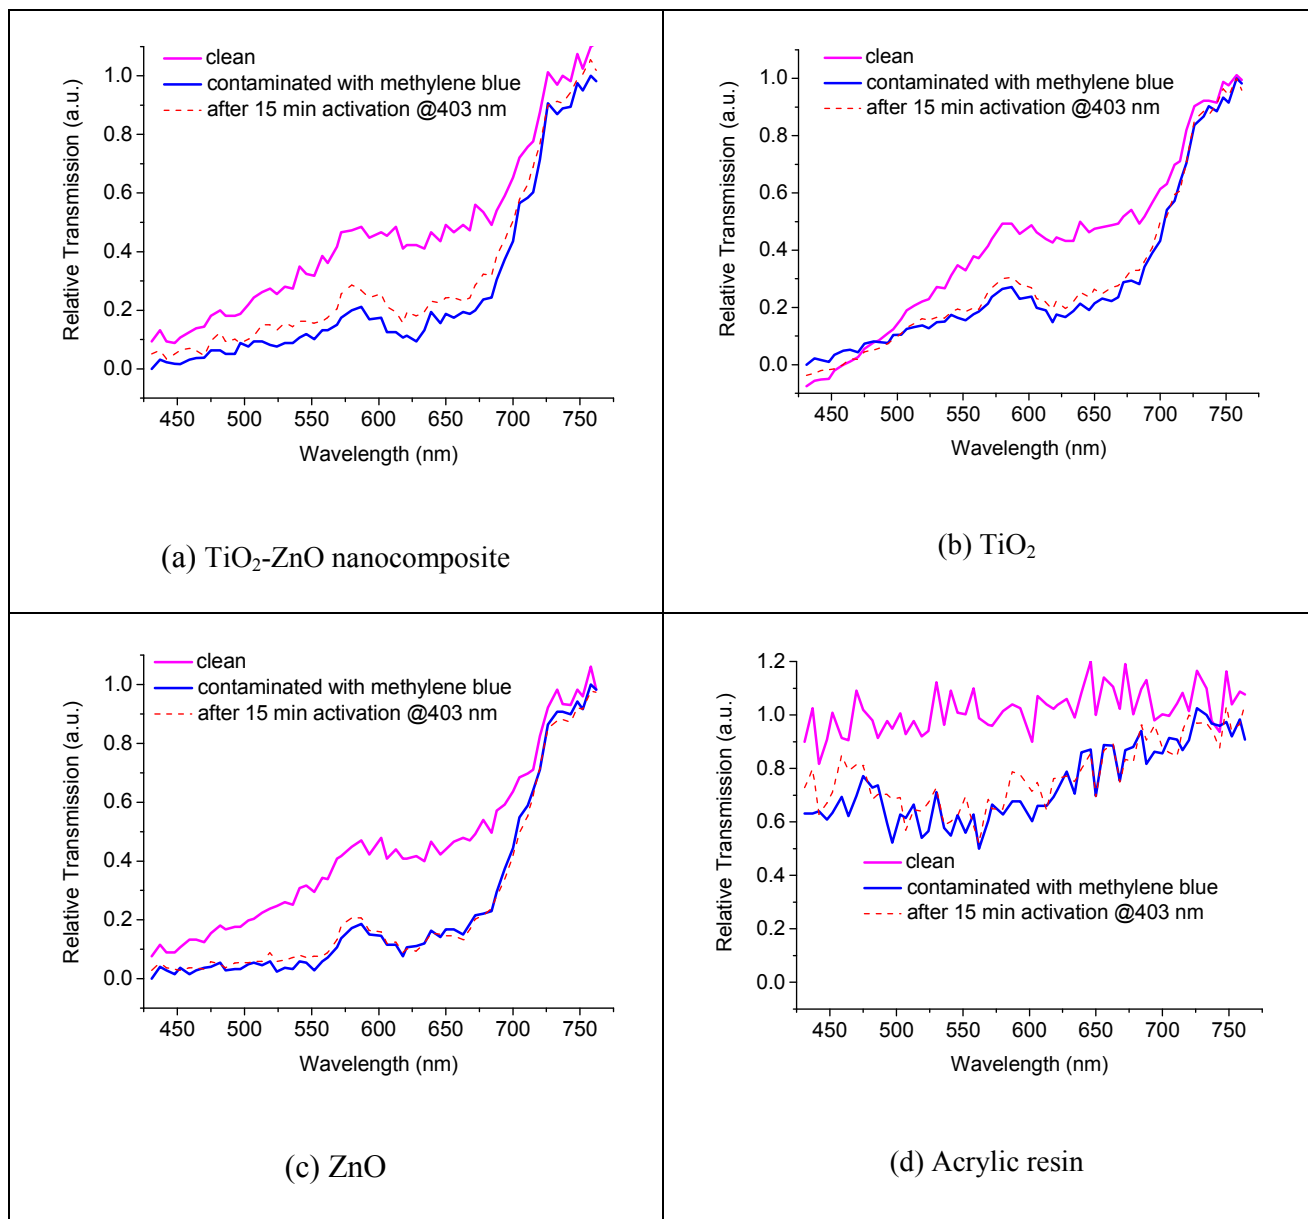 clean
contaminated with methylene blue
after 15 min activation @403 nm
1.0
0.8
0.6
0.4
0.2
0.0
Relative Transmission (a.u.)
450 500 550 600 650 700 750
Wavelength (nm)
(a) TiO₂-ZnO nanocomposite
clean
contaminated with methylene blue
after 15 min activation @403 nm
1.0
0.8
0.6
0.4
0.2
0.0
Relative Transmission (a.u.)
450 500 550 600 650 700 750
Wavelength (nm)
(b) TiO₂
clean
contaminated with methylene blue
after 15 min activation @403 nm
1.0
0.8
0.6
0.4
0.2
0.0
Relative Transmission (a.u.)
450 500 550 600 650 700 750
Wavelength (nm)
(c) ZnO
1.2
1.0
0.8
0.6
0.4
0.2
0.0
Relative Transmission (a.u.)
clean
contaminated with methylene blue
after 15 min activation @403 nm
450 500 550 600 650 700 750
Wavelength (nm)
(d) Acrylic resin